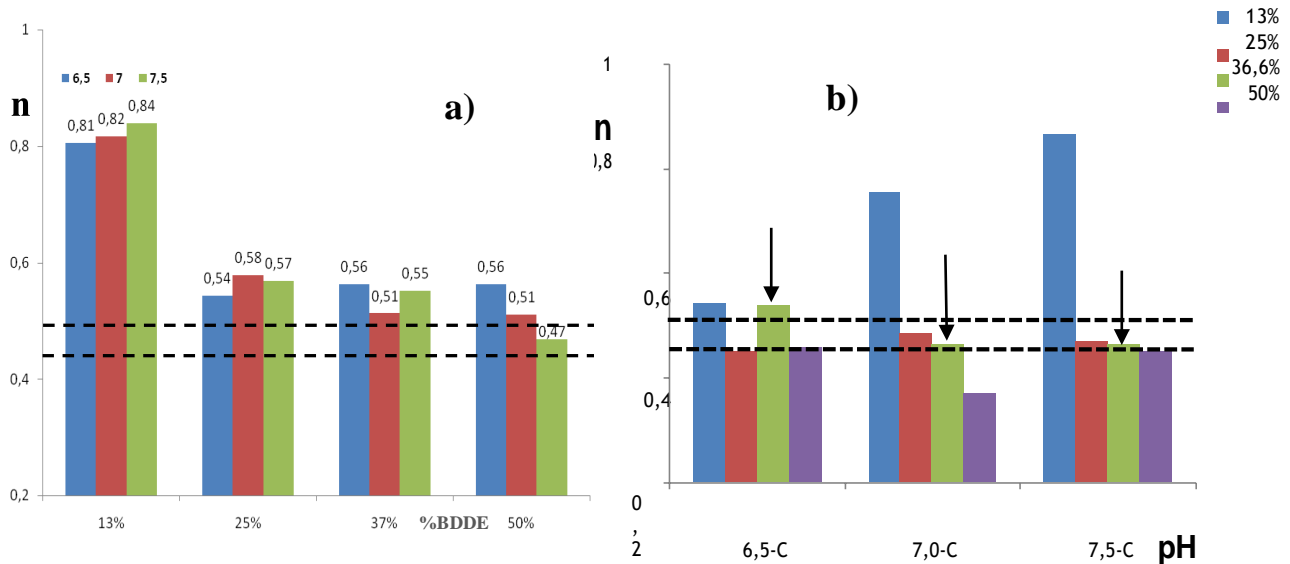 1
6,5 7 7,5
n
a)
0,84
0,81 0,82
0,8
0,6
0,54 0,58 0,57
0,56 0,51 0,55
0,56 0,51 0,47
0,4
0,2
13% 25% 37% %BDDE 50%
13%
25%
36,6%
50%
1
b)
n
0,8
0,6
0,4
0
,
2
6,5-C 7,0-C 7,5-C pH